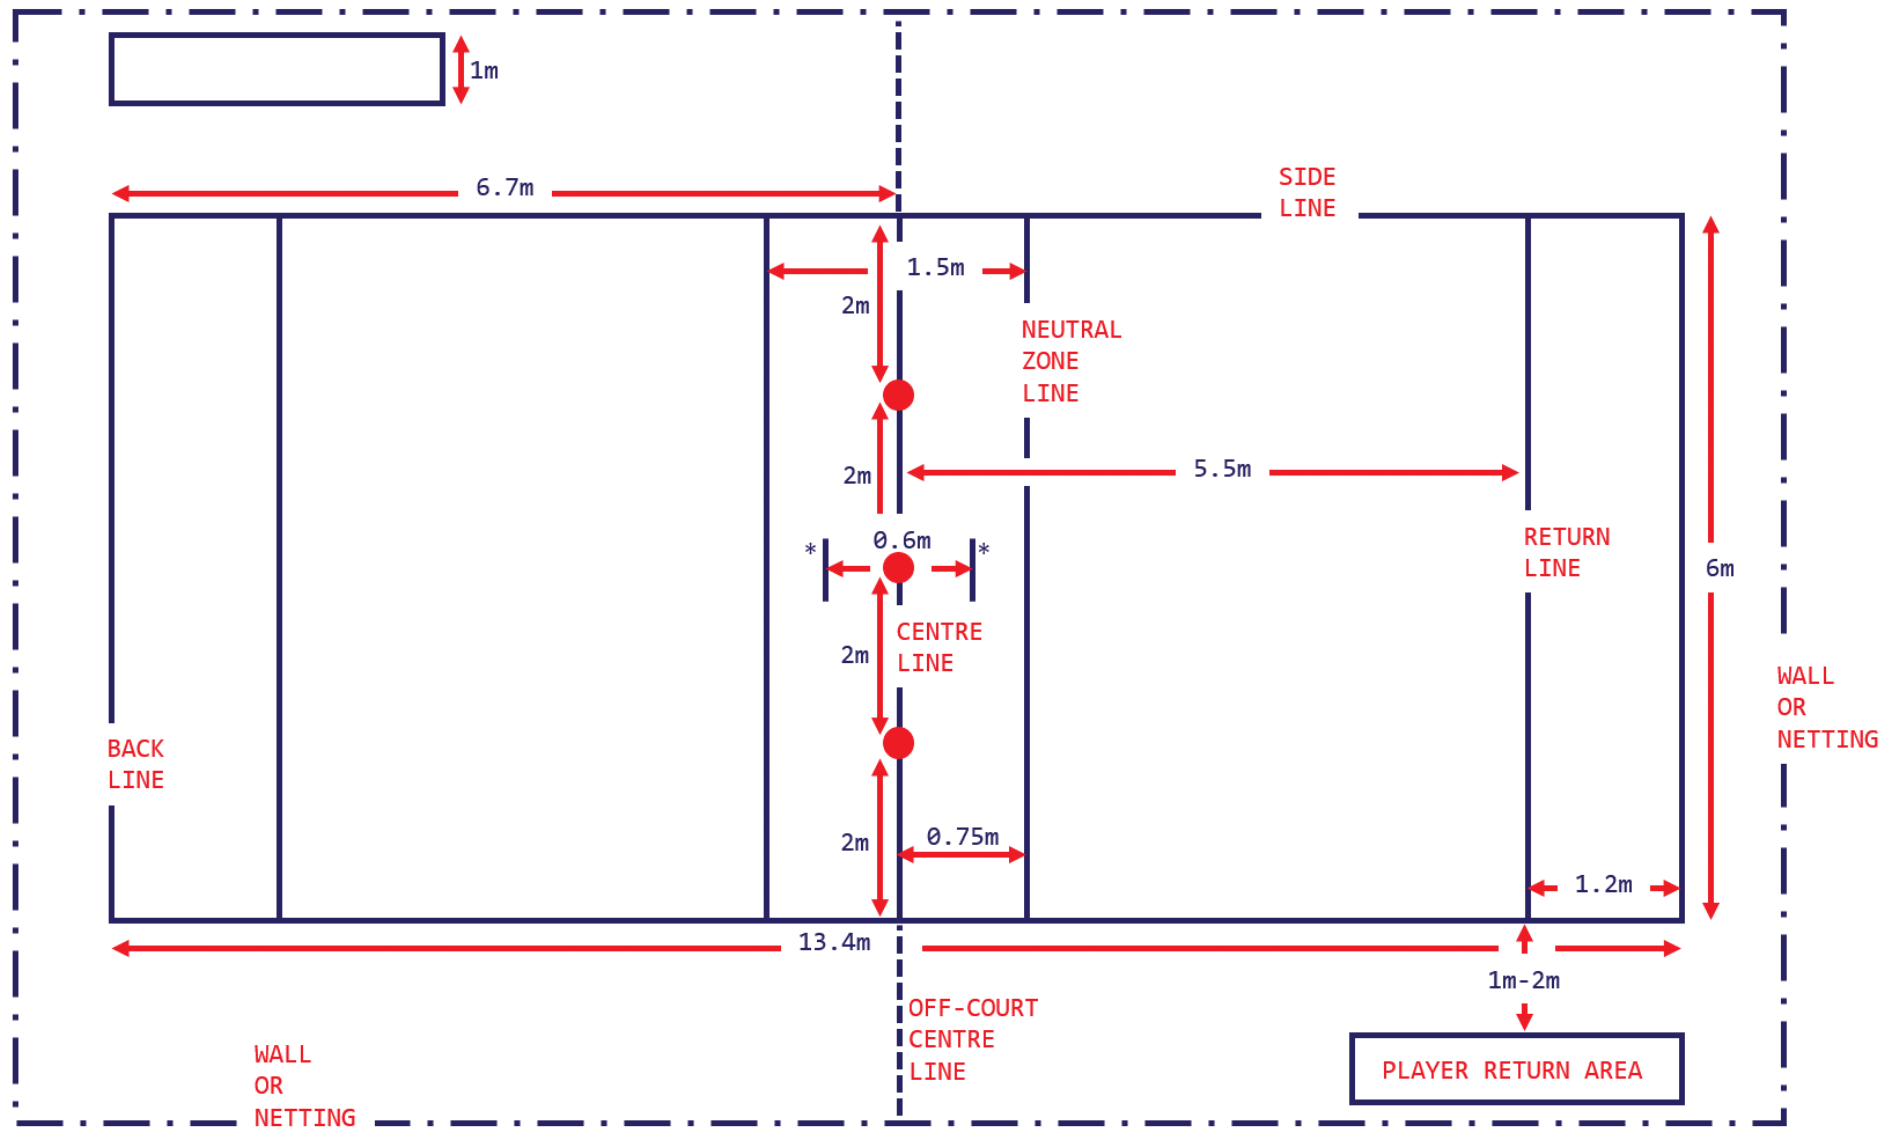 1m
6.7m
SIDE
LINE
1.5m
2m
NEUTRAL
ZONE
LINE
5.5m
2m
0.6m
*
*
RETURN
LINE
6m
CENTRE
LINE
2m
WALL
OR
NETTING
BACK
LINE
0.75m
2m
1.2m
13.4m
1m-2m
OFF-COURT
CENTRE
LINE
WALL
OR
NETTING
PLAYER RETURN AREA